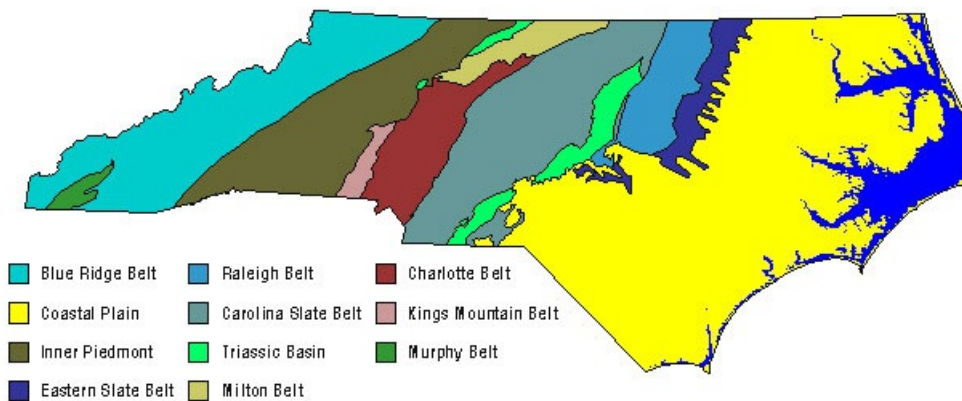 Blue Ridge Belt
Raleigh Belt
Charlotte Belt
Coastal Plain
Carolina Slate Belt
Kings Mountain Belt
Inner Piedmont
Triassic Basin
Murphy Belt
Eastern Slate Belt
Milton Belt